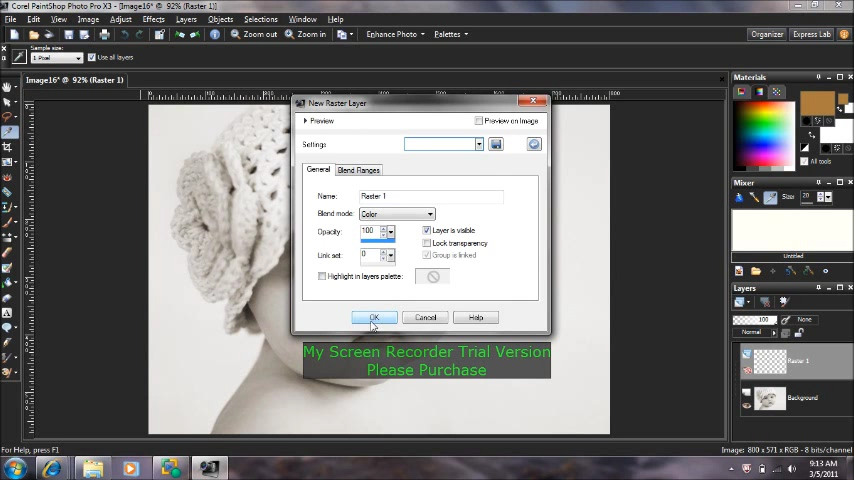 Corel PaintShop Photo Pro X3 - [Image16* @ 92% (Raster 1)]
File Edit View Image Adjust Effects Layers Objects Selections Window Help
Zoom out Zoom in Enhance Photo Palettes Organizer Express Lab
Sample size:
1 Pixel Use all layers
Image16* @ 92% (Raster 1)
New Raster Layer
Preview Preview on Image
Settings
General Blend Ranges
Name: Raster 1
Blend mode: Color
Opacity: 100 Layer is visible
Lock transparency
Link set: 0 Group is linked
Highlight in layers palette:
OK Cancel Help
My Screen Recorder Trial Version
Please Purchase
Materials
All tools
Mixer
Size: 20
Untitled
Layers
100 None
Normal
Raster 1
Background
For Help, press F1
Image: 800 x 571 x RGB - 8 bits/channel
9:13 AM
3/5/2011